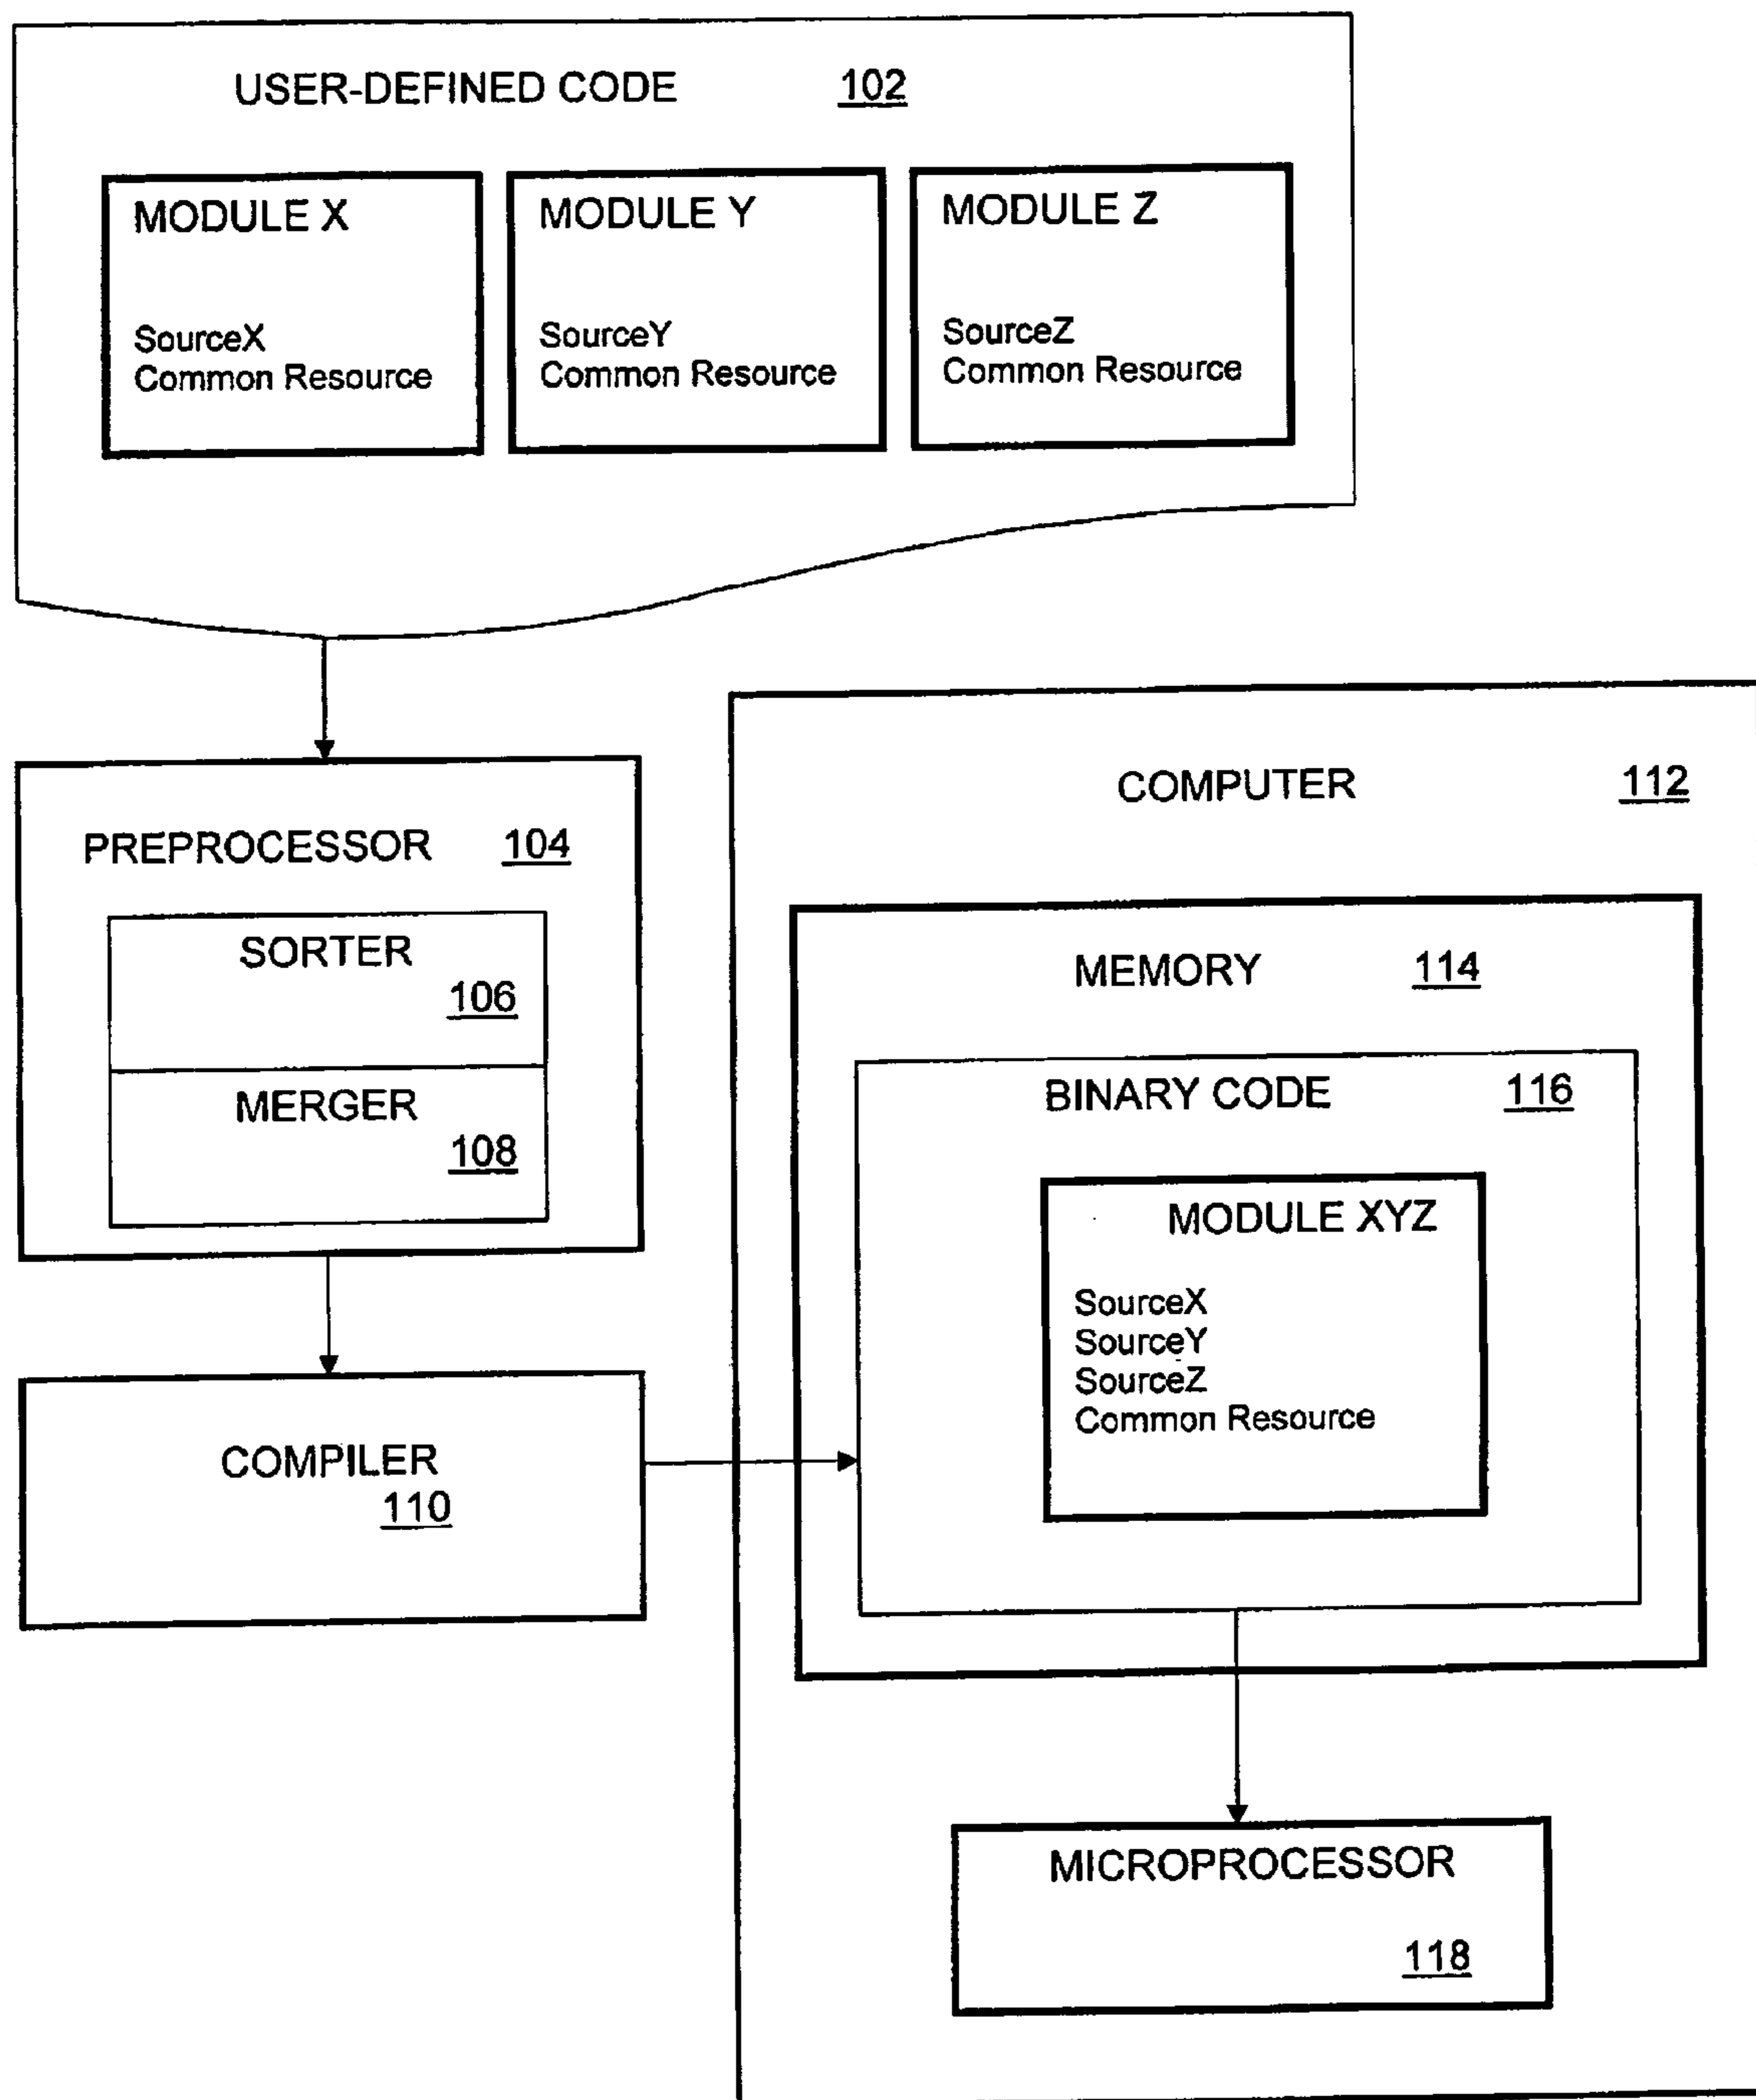 USER-DEFINED CODE 102
MODULE X
SourceX
Common Resource
MODULE Y
SourceY
Common Resource
MODULE Z
SourceZ
Common Resource
PREPROCESSOR 104
SORTER
106
MERGER
108
COMPILER
110
COMPUTER 112
MEMORY 114
BINARY CODE 116
MODULE XYZ
SourceX
SourceY
SourceZ
Common Resource
MICROPROCESSOR
118